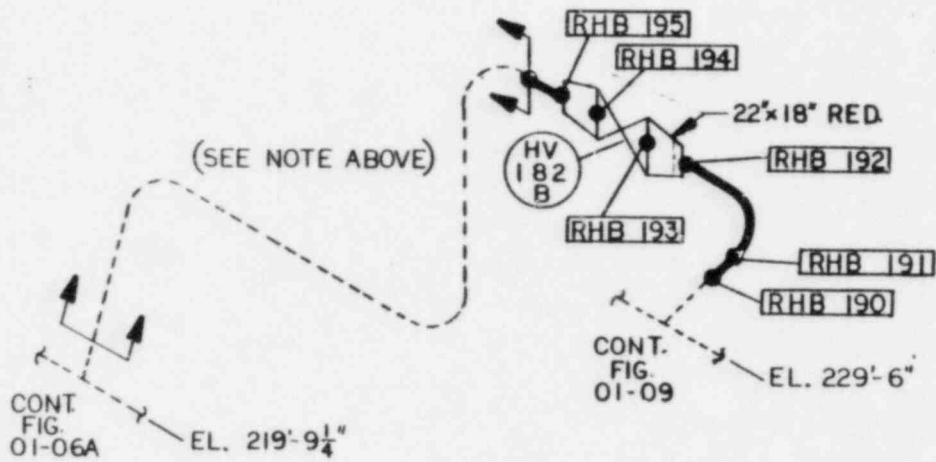 RHB 195
RHB 194
22"x18" RED.
(SEE NOTE ABOVE)
HV
182
B
RHB 192
RHB 193
RHB 191
RHB 190
CONT.
FIG.
01-09
EL. 229'-6"
CONT.
FIG.
01-06A
EL. 219'-9¼"